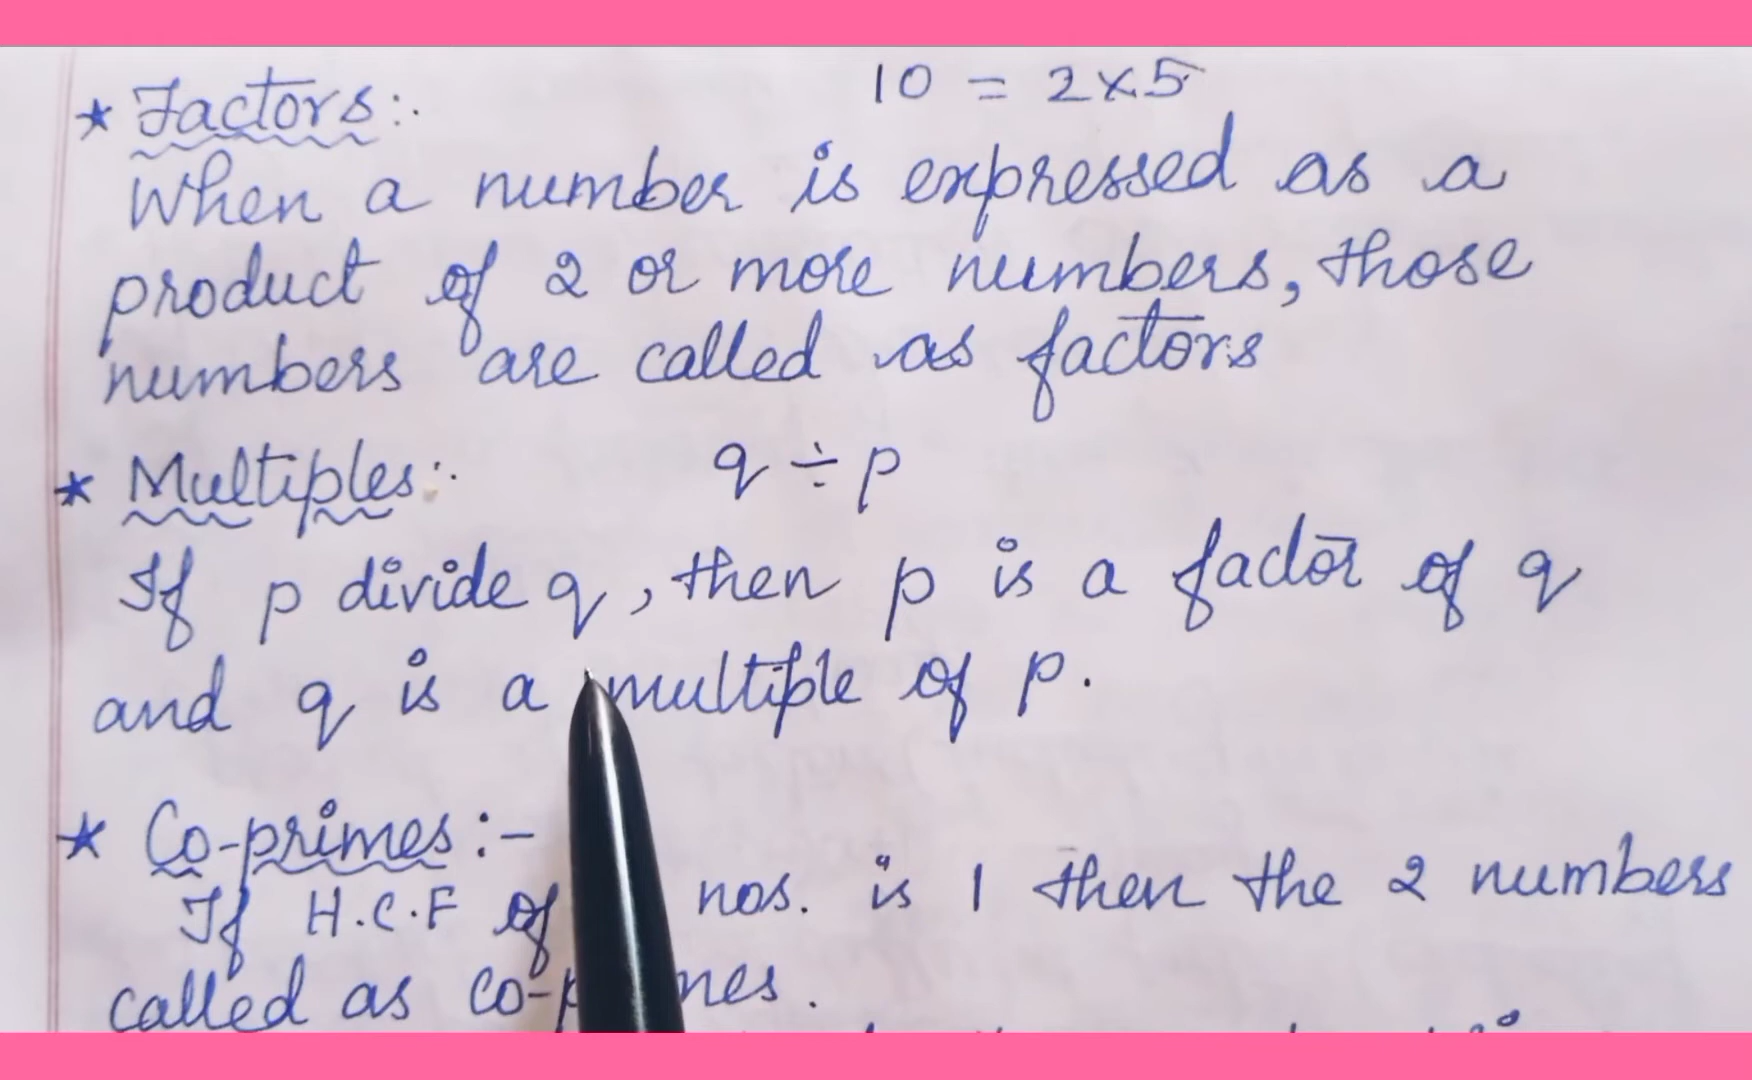 10 = 2×5
★ Factors:.
When a number is expressed as a
product of 2 or more numbers, those
numbers are called as factors
★ Multiples:. q ÷ p
If p divide q, then p is a factor of q
and q is a multiple of p.
★ Co-primes:-
If H.C.F of nos. is 1 then the 2 numbers
called as